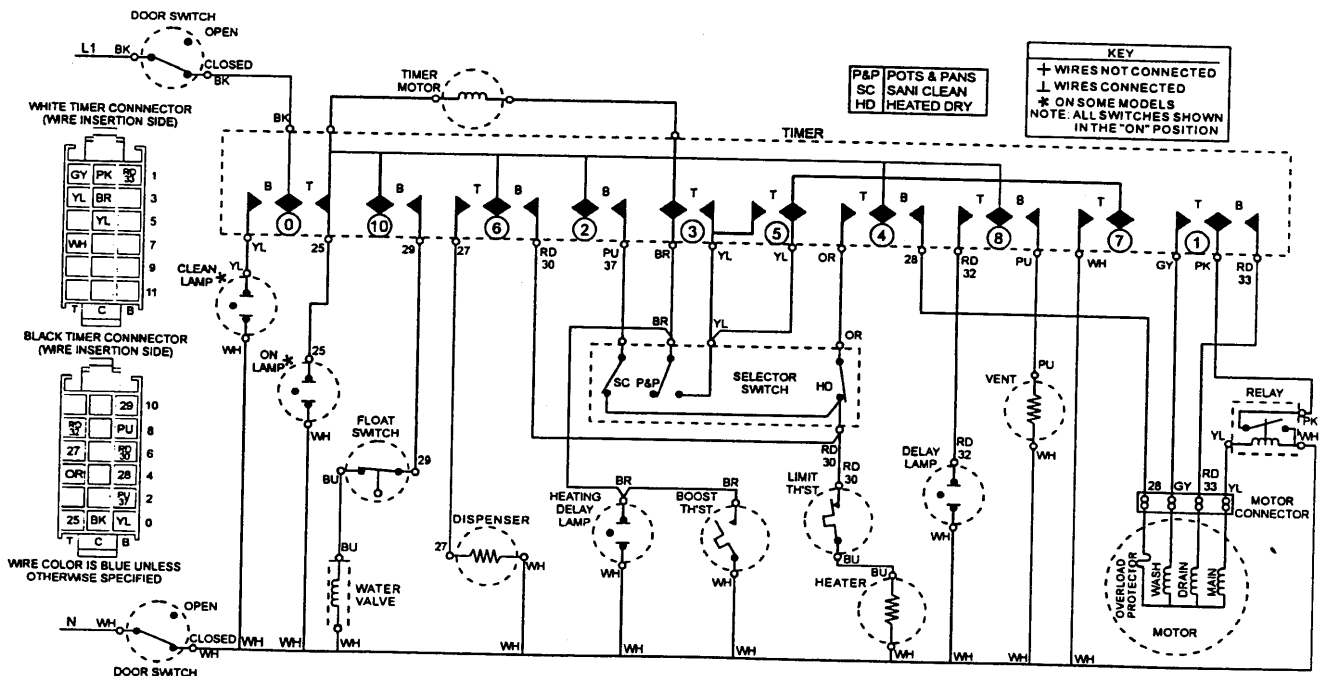 DOOR SWITCH
OPEN
L1
BK
CLOSED
BK
TIMER
MOTOR
P&P POTS & PANS
SC SANI CLEAN
HD HEATED DRY
KEY
WIRES NOT CONNECTED
WIRES CONNECTED
* ON SOME MODELS
NOTE: ALL SWITCHES SHOWN
IN THE "ON" POSITION
WHITE TIMER CONNNECTOR
(WIRE INSERTION SIDE)
GY PK RD 33 1
YL BR 3
YL 5
WH 7
9
11
T C B
BK
TIMER
B T B T B B T T T B T B T T B
0 10 6 2 3 5 4 8 7 1
YL 25 29 27 RD 30 PU 37 BR YL YL OR 28 RD 32 PU WH GY PK RD 33
CLEAN
LAMP*
YL
WH
BLACK TIMER CONNNECTOR
(WIRE INSERTION SIDE)
29 10
RD 32 PU 8
27 RD 30 6
OR 28 4
PU 37 2
25 BK YL 0
T C B
WIRE COLOR IS BLUE UNLESS
OTHERWISE SPECIFIED
ON
LAMP*
25
WH
FLOAT
SWITCH
BU
29
BR
YL
OR
SC
P&P
SELECTOR
SWITCH
HD
RD 30
RD 30
VENT
PU
WH
RELAY
PK
WH
YL
DELAY
LAMP
RD 32
WH
28 GY RD 33 YL
MOTOR
CONNECTOR
OVERLOAD
PROTECTOR
WASH
DRAIN
MAIN
MOTOR
LIMIT
TH'ST
BU
HEATER
BU
WH
BR
HEATING
DELAY
LAMP
WH
BR
BOOST
TH'ST
WH
DISPENSER
27
WH
BU
WATER
VALVE
WH
N
WH
OPEN
CLOSED
WH
DOOR SWITCH
WH WH WH WH WH WH WH WH WH WH